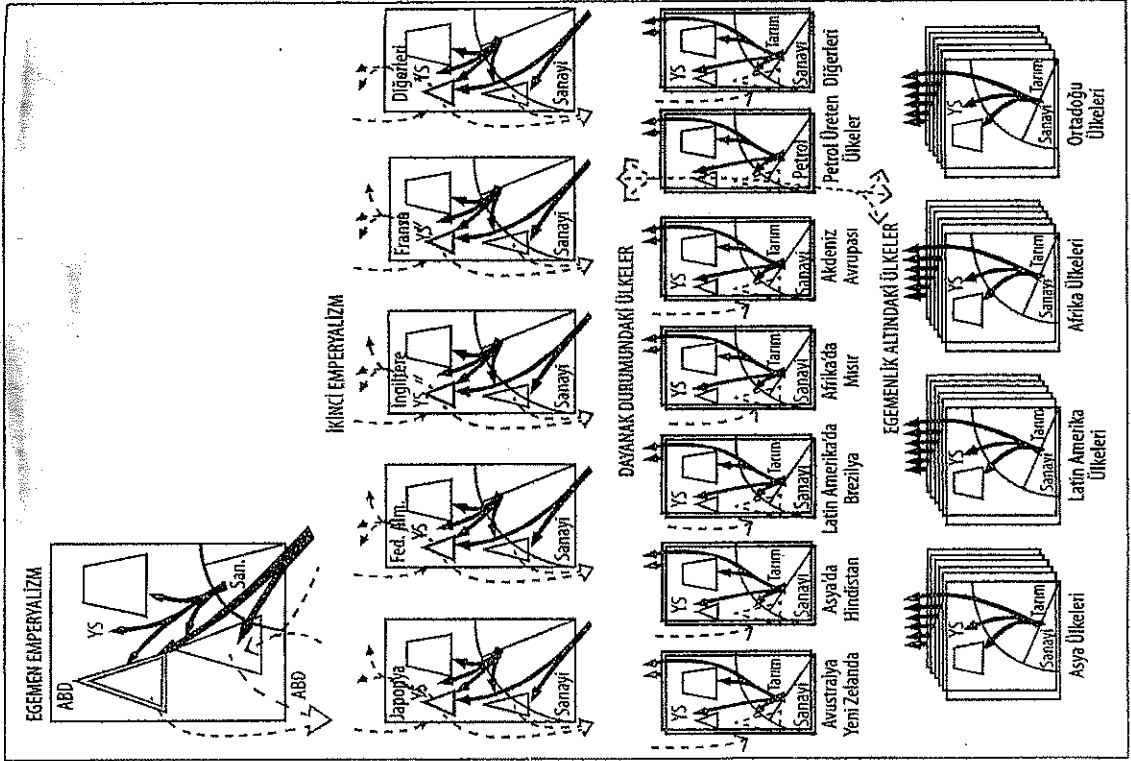 EGEMEN EMPERYALİZM
ABD
YS
San.
ABD
İKİNCİ EMPERYALİZM
Japonya
YS
Sanayi
Fed. Alm.
YS
Sanayi
İngiltere
YS
Sanayi
Fransa
YS
Sanayi
Diğerleri
YS
Sanayi
DAYANAK DURUMUNDAKİ ÜLKELER
YS
Tarım
Sanayi
Avustralya
Yeni Zelanda
YS
Tarım
Sanayi
Asya'da
Hindistan
YS
Tarım
Sanayi
Latin Amerika'da
Brezilya
YS
Tarım
Sanayi
Afrika'da
Mısır
YS
Tarım
Sanayi
Akdeniz
Avrupası
YS
Petrol
Petrol Üreten
Ülkeler
YS
Tarım
Sanayi
Diğerleri
EGEMENLİK ALTINDAKİ ÜLKELER
YS
Tarım
Sanayi
Asya Ülkeleri
YS
Tarım
Sanayi
Latin Amerika
Ülkeleri
YS
Tarım
Sanayi
Afrika Ülkeleri
YS
Tarım
Sanayi
Ortadoğu
Ülkeleri